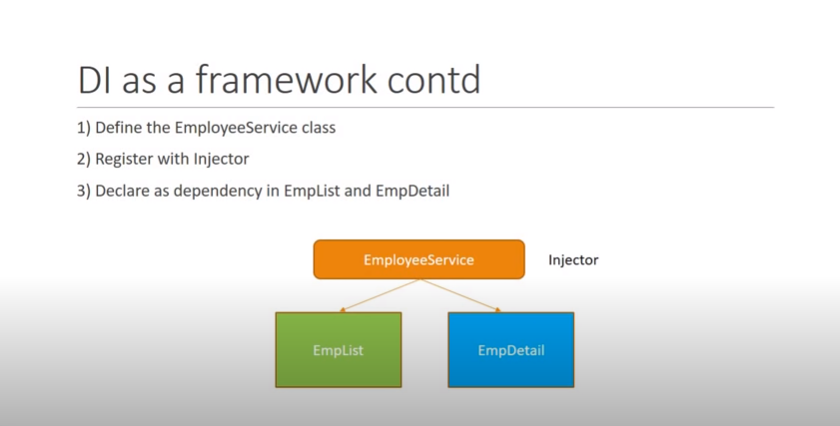 DI as a framework contd
1) Define the EmployeeService class
2) Register with Injector
3) Declare as dependency in EmpList and EmpDetail
EmployeeService
Injector
EmpList
EmpDetail